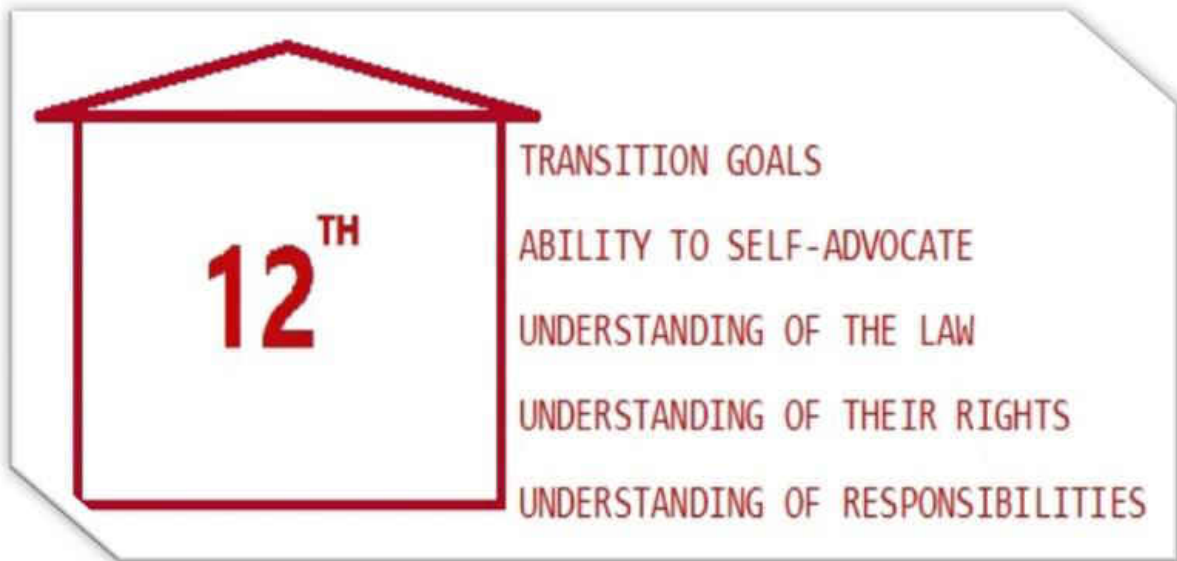 12TH
TRANSITION GOALS
ABILITY TO SELF-ADVOCATE
UNDERSTANDING OF THE LAW
UNDERSTANDING OF THEIR RIGHTS
UNDERSTANDING OF RESPONSIBILITIES